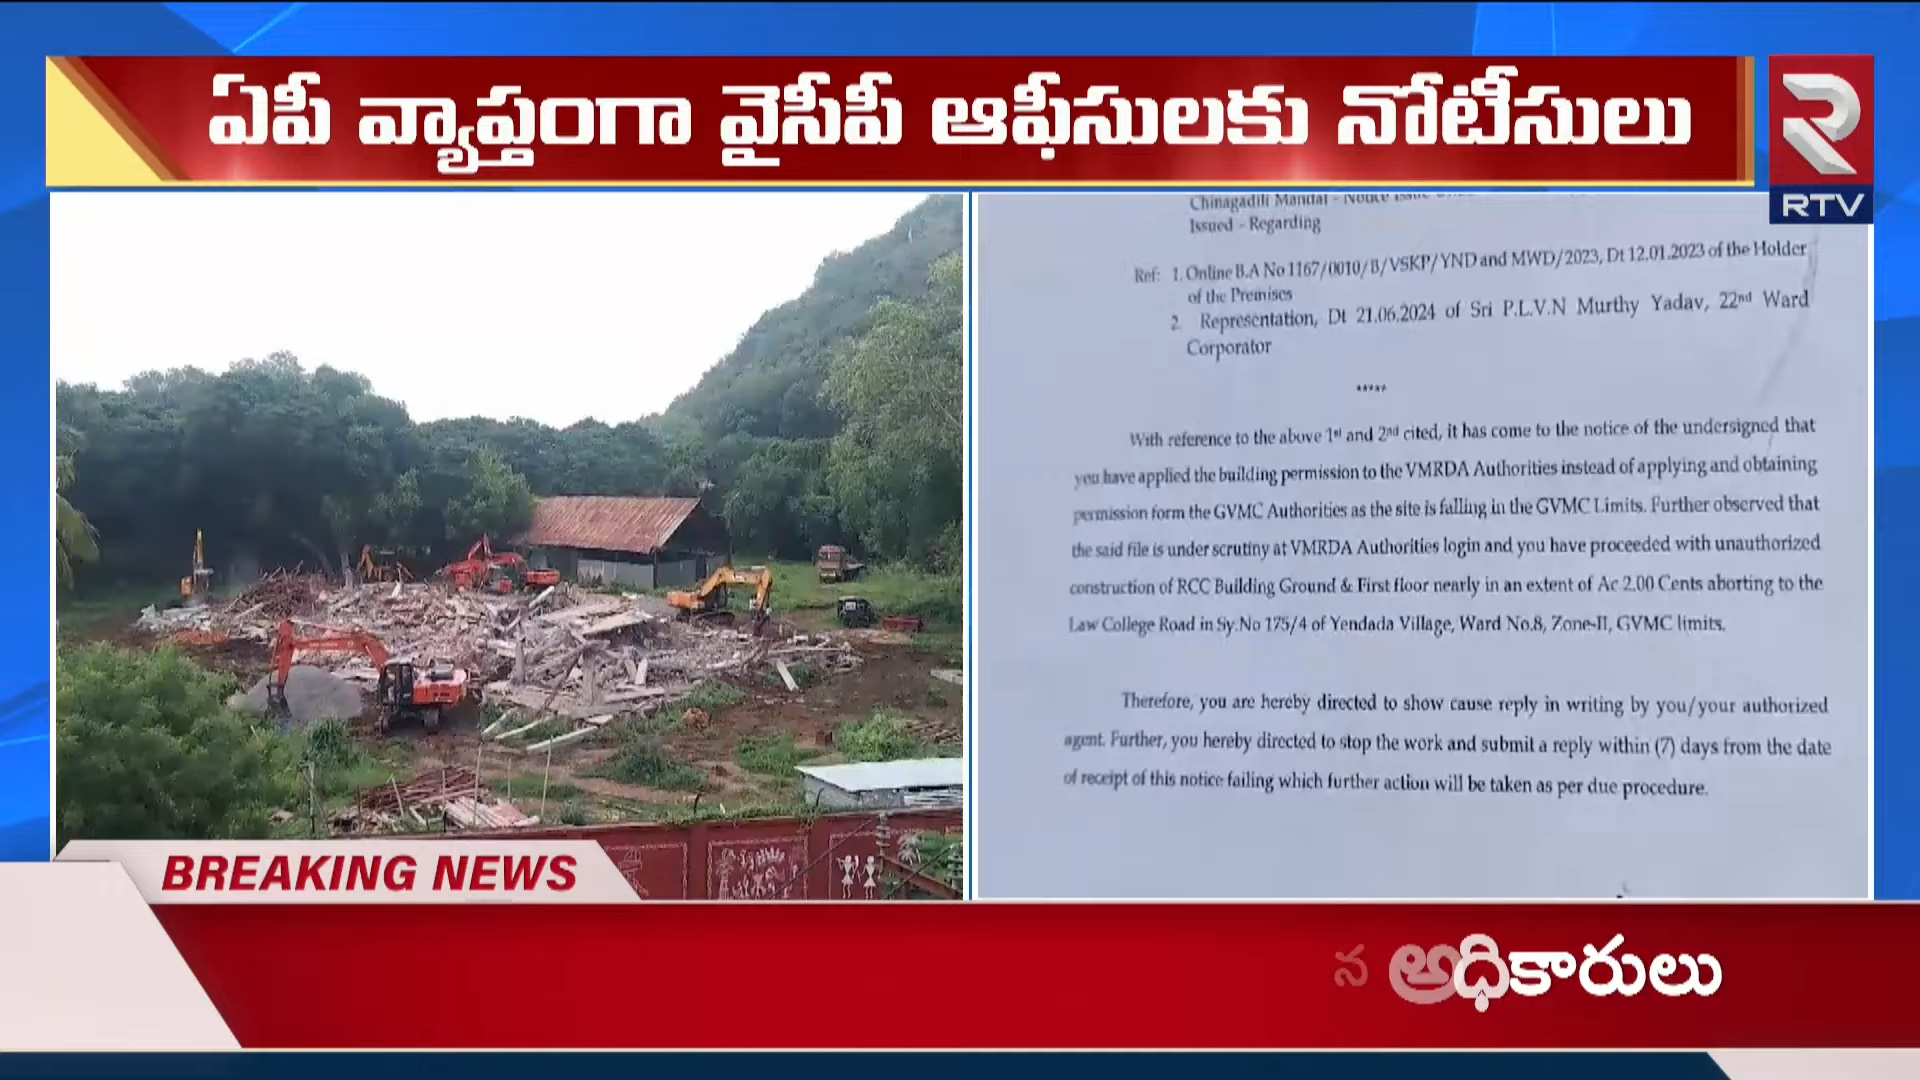 ఏపీ వ్యాప్తంగా వైసీపీ ఆఫీసులకు నోటీసులు
RTV
Chinagadili Mandal - Notice
Issued - Regarding
Ref: 1. Online B.A No 1167/0010/B/VSKP/YND and MWD/2023, Dt 12.01.2023 of the Holder
of the Premises
2. Representation, Dt 21.06.2024 of Sri P.L.V.N Murthy Yadav, 22nd Ward
Corporator
*****
With reference to the above 1st and 2nd cited, it has come to the notice of the undersigned that
you have applied the building permission to the VMRDA Authorities instead of applying and obtaining
permission form the GVMC Authorities as the site is falling in the GVMC Limits. Further observed that
the said file is under scrutiny at VMRDA Authorities login and you have proceeded with unauthorized
construction of RCC Building Ground & First floor nearly in an extent of Ac 2.00 Cents aborting to the
Law College Road in Sy.No 175/4 of Yendada Village, Ward No.8, Zone-II, GVMC limits.
Therefore, you are hereby directed to show cause reply in writing by you/your authorized
agent. Further, you hereby directed to stop the work and submit a reply within (7) days from the date
of receipt of this notice failing which further action will be taken as per due procedure.
BREAKING NEWS
న అధికారులు